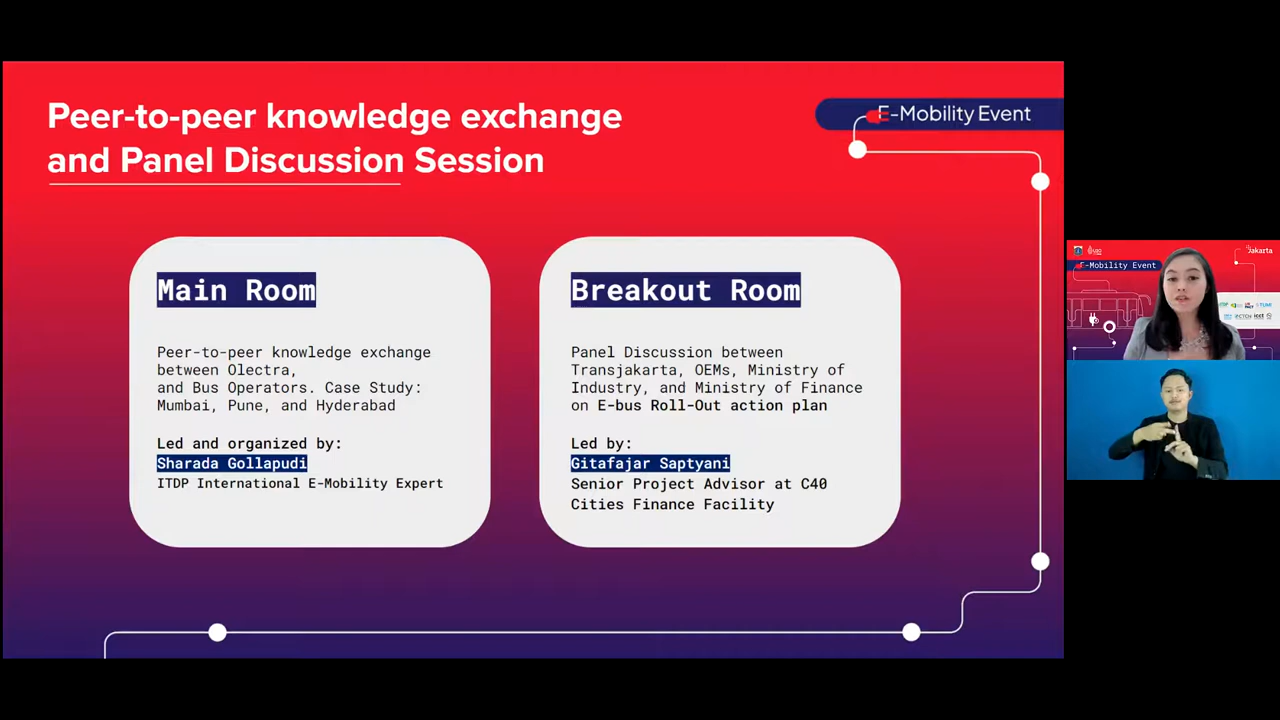 Peer-to-peer knowledge exchange
and Panel Discussion Session
E-Mobility Event
Main Room
Peer-to-peer knowledge exchange
between Olectra,
and Bus Operators. Case Study:
Mumbai, Pune, and Hyderabad
Led and organized by:
Sharada Gollapudi
ITDP International E-Mobility Expert
Breakout Room
Panel Discussion between
Transjakarta, OEMs, Ministry of
Industry, and Ministry of Finance
on E-bus Roll-Out action plan
Led by:
Gitafajar Saptyani
Senior Project Advisor at C40
Cities Finance Facility
Jakarta
E-Mobility Event